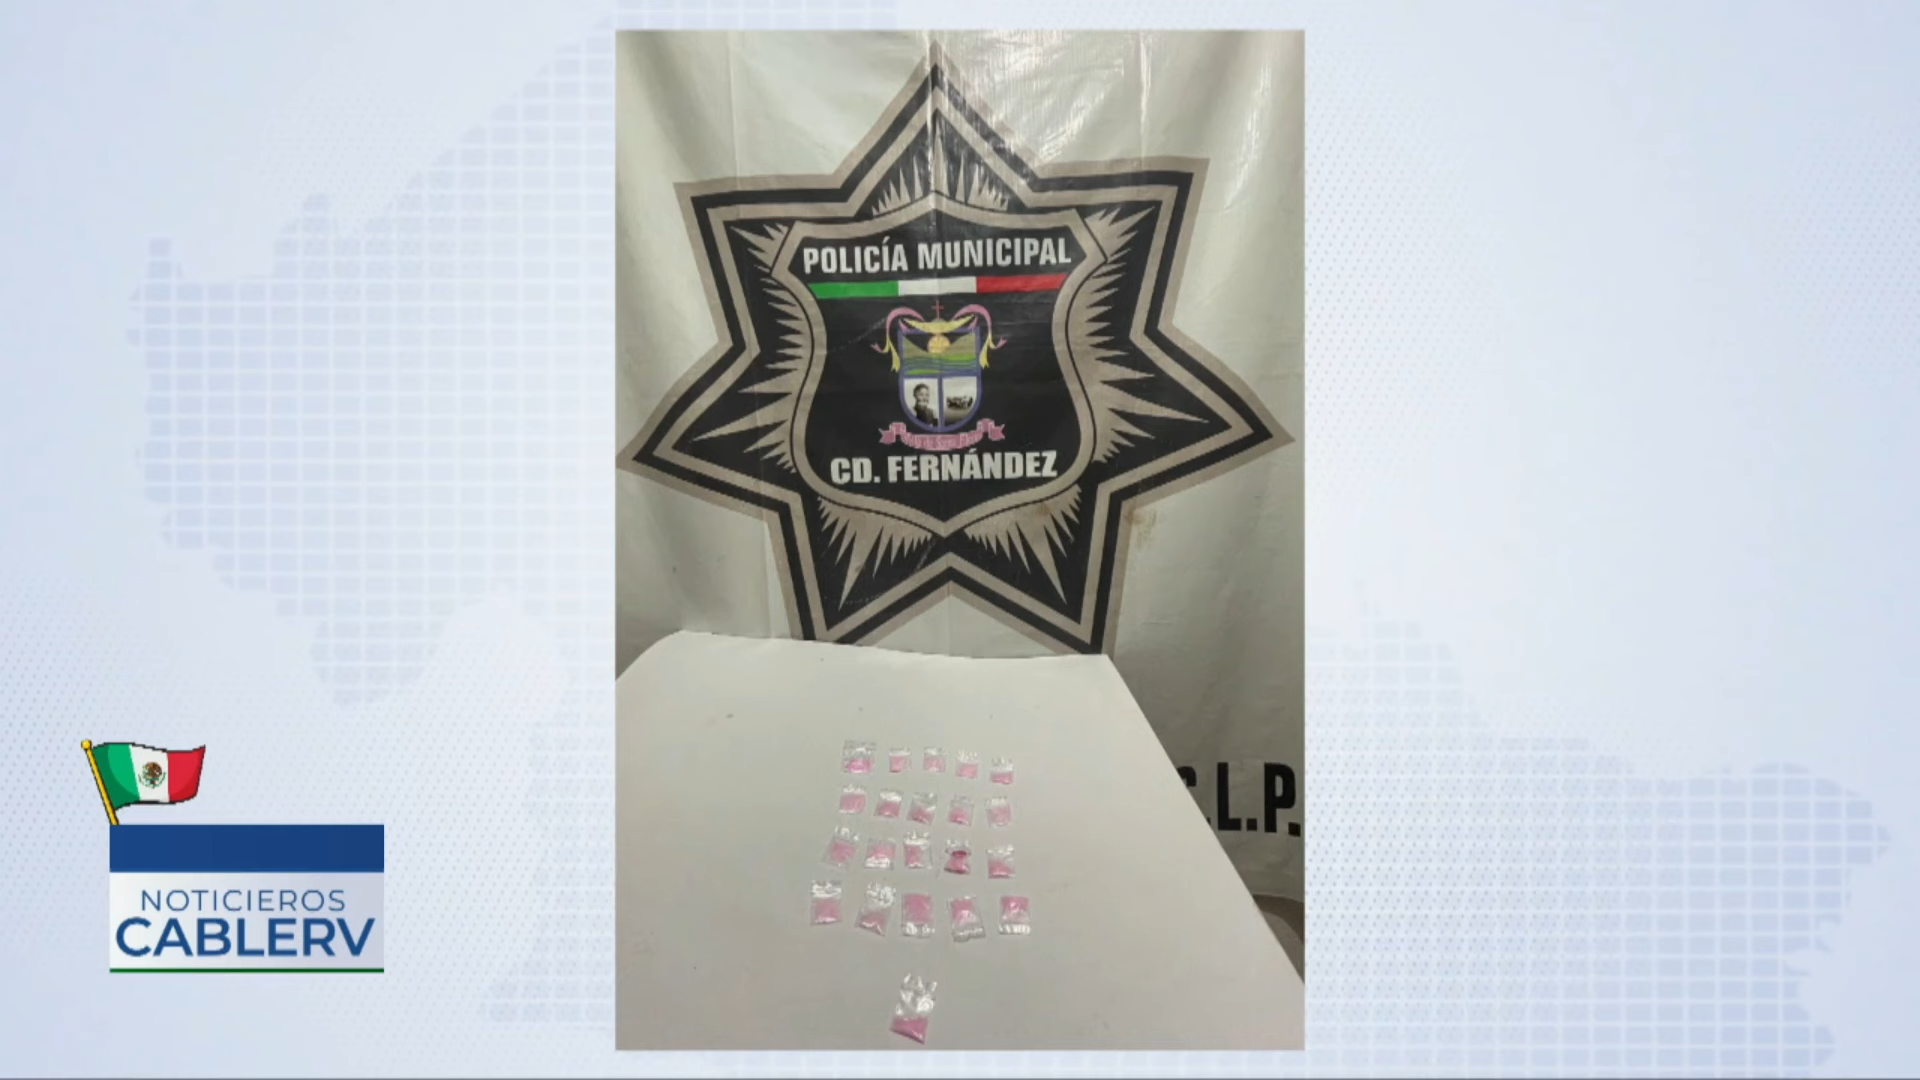 POLICÍA MUNICIPAL
CD. FERNÁNDEZ
.L.P.
NOTICIEROS
CABLERV